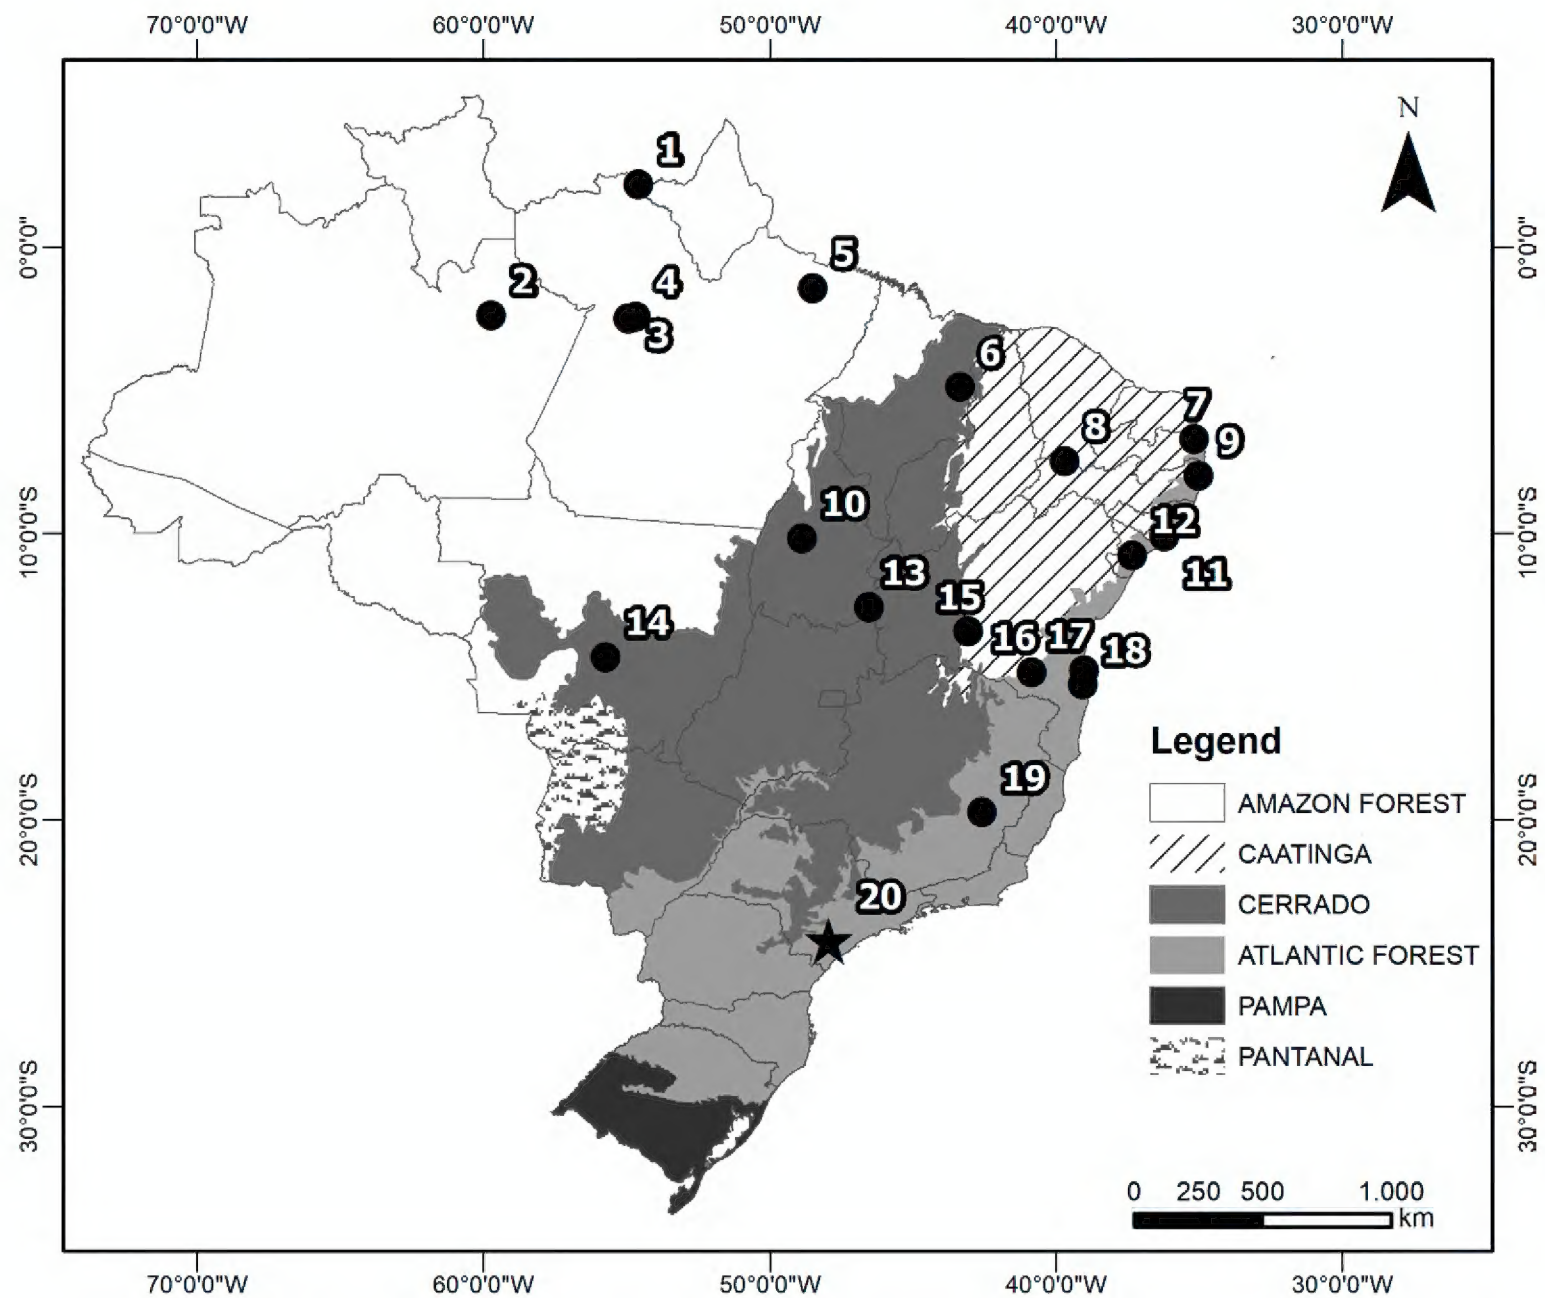 70°0'0"W 60°0'0"W 50°0'0"W 40°0'0"W 30°0'0"W
N
1
0°0'0" 0°0'0"
5
2 4
3
6
7
8 9
10
12
10°0'0"S 10°0'0"S
13 11
15
14 16 17 18
Legend
19
AMAZON FOREST
20°0'0"S 20°0'0"S
CAATINGA
20 CERRADO
ATLANTIC FOREST
PAMPA
PANTANAL
30°0'0"S 30°0'0"S
0 250 500 1.000
km
70°0'0"W 60°0'0"W 50°0'0"W 40°0'0"W 30°0'0"W